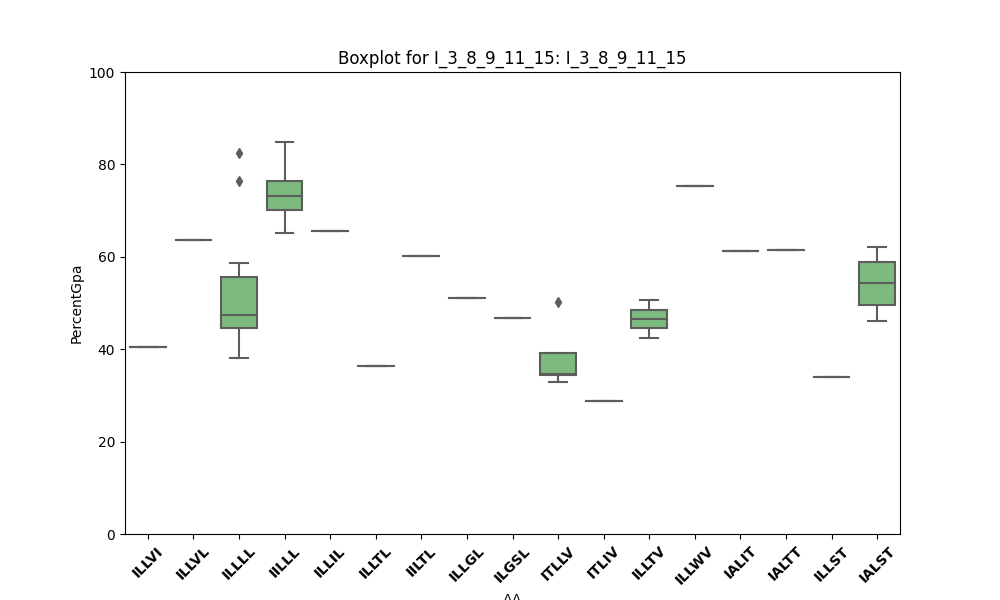 Boxplot for I_3_8_9_11_15: I_3_8_9_11_15
100
80
60
40
20
0
PercentGpa
ILLVI
ILLVL
ILLLL
IILLL
ILLIL
ILLTL
IILTL
ILLGL
ILGSL
ITLLV
ITLIV
ILLTV
ILLWV
IALIT
IALTT
ILLST
IALST
AA